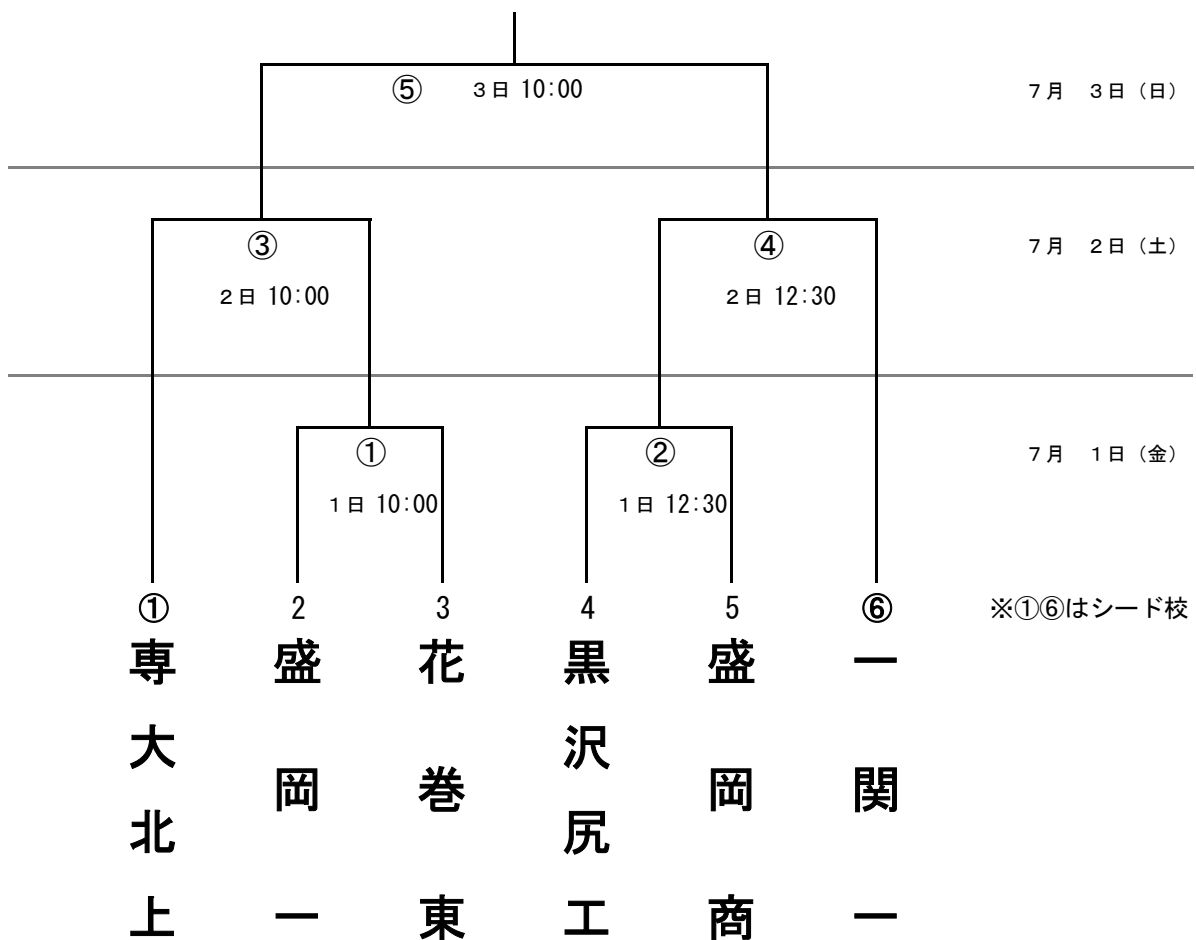 ⑤ 3日 10:00 7月 3日（日）
③ ④ 7月 2日（土）
2日 10:00 2日 12:30
① ② 7月 1日（金）
1日 10:00 1日 12:30
① 2 3 4 5 ⑥ ※①⑥はシード校
専大北上
盛岡一
花巻東
黒沢尻工
盛岡商
一関一